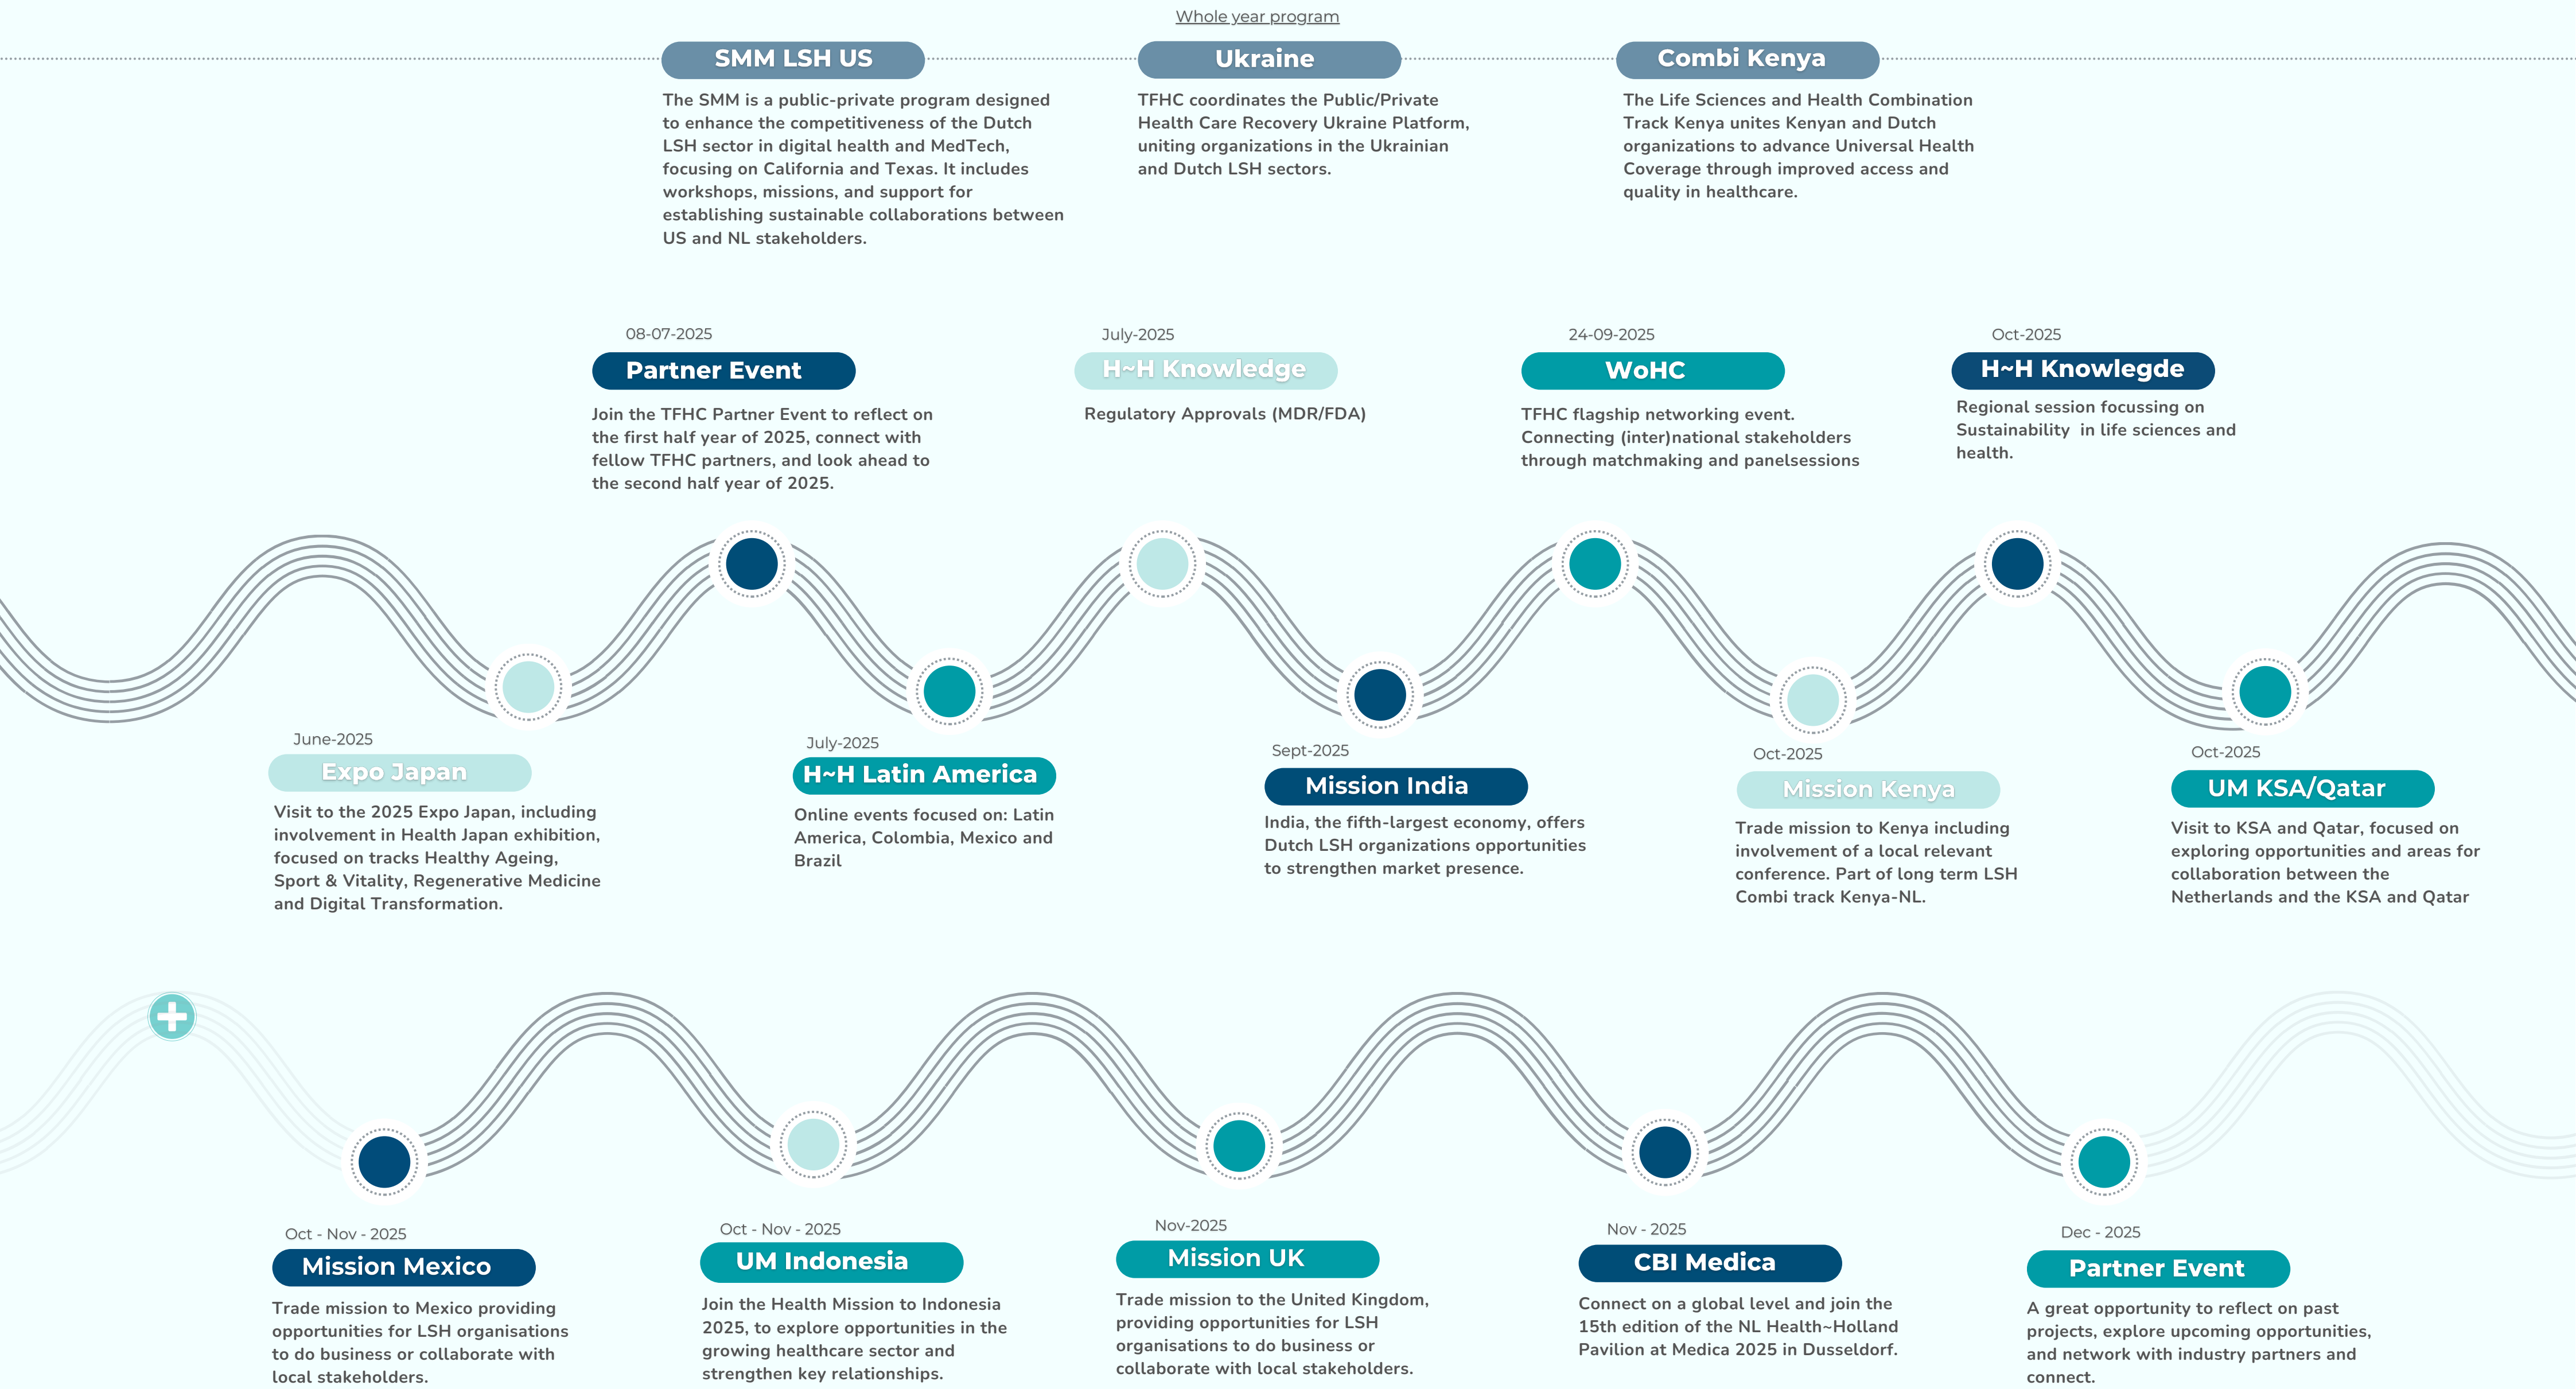 Whole year program
SMM LSH US
The SMM is a public-private program designed
to enhance the competitiveness of the Dutch
LSH sector in digital health and MedTech,
focusing on California and Texas. It includes
workshops, missions, and support for
establishing sustainable collaborations between
US and NL stakeholders.
Ukraine
TFHC coordinates the Public/Private
Health Care Recovery Ukraine Platform,
uniting organizations in the Ukrainian
and Dutch LSH sectors.
Combi Kenya
The Life Sciences and Health Combination
Track Kenya unites Kenyan and Dutch
organizations to advance Universal Health
Coverage through improved access and
quality in healthcare.
08-07-2025
Partner Event
Join the TFHC Partner Event to reflect on
the first half year of 2025, connect with
fellow TFHC partners, and look ahead to
the second half year of 2025.
July-2025
H~H Knowledge
Regulatory Approvals (MDR/FDA)
24-09-2025
WoHC
TFHC flagship networking event.
Connecting (inter)national stakeholders
through matchmaking and panelsessions
Oct-2025
H~H Knowlegde
Regional session focussing on
Sustainability  in life sciences and
health.
June-2025
Expo Japan
Visit to the 2025 Expo Japan, including
involvement in Health Japan exhibition,
focused on tracks Healthy Ageing,
Sport & Vitality, Regenerative Medicine
and Digital Transformation.
July-2025
H~H Latin America
Online events focused on: Latin
America, Colombia, Mexico and
Brazil
Sept-2025
Mission India
India, the fifth-largest economy, offers
Dutch LSH organizations opportunities
to strengthen market presence.
Oct-2025
Mission Kenya
Trade mission to Kenya including
involvement of a local relevant
conference. Part of long term LSH
Combi track Kenya-NL.
Oct-2025
UM KSA/Qatar
Visit to KSA and Qatar, focused on
exploring opportunities and areas for
collaboration between the
Netherlands and the KSA and Qatar
Oct - Nov - 2025
Mission Mexico
Trade mission to Mexico providing
opportunities for LSH organisations
to do business or collaborate with
local stakeholders.
Oct - Nov - 2025
UM Indonesia
Join the Health Mission to Indonesia
2025, to explore opportunities in the
growing healthcare sector and
strengthen key relationships.
Nov-2025
Mission UK
Trade mission to the United Kingdom,
providing opportunities for LSH
organisations to do business or
collaborate with local stakeholders.
Nov - 2025
CBI Medica
Connect on a global level and join the
15th edition of the NL Health~Holland
Pavilion at Medica 2025 in Dusseldorf.
Dec - 2025
Partner Event
A great opportunity to reflect on past
projects, explore upcoming opportunities,
and network with industry partners and
connect.